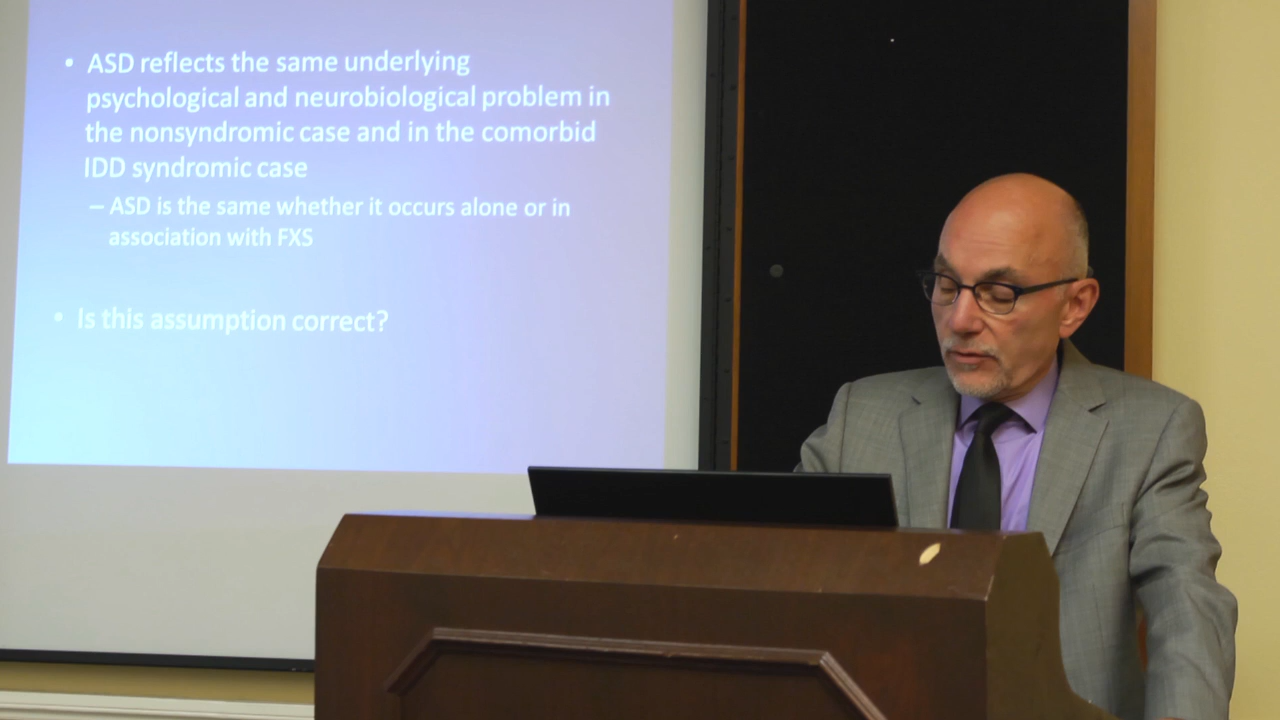 • ASD reflects the same underlying
psychological and neurobiological problem in
the nonsyndromic case and in the comorbid
IDD syndromic case
– ASD is the same whether it occurs alone or in
association with FXS
• Is this assumption correct?